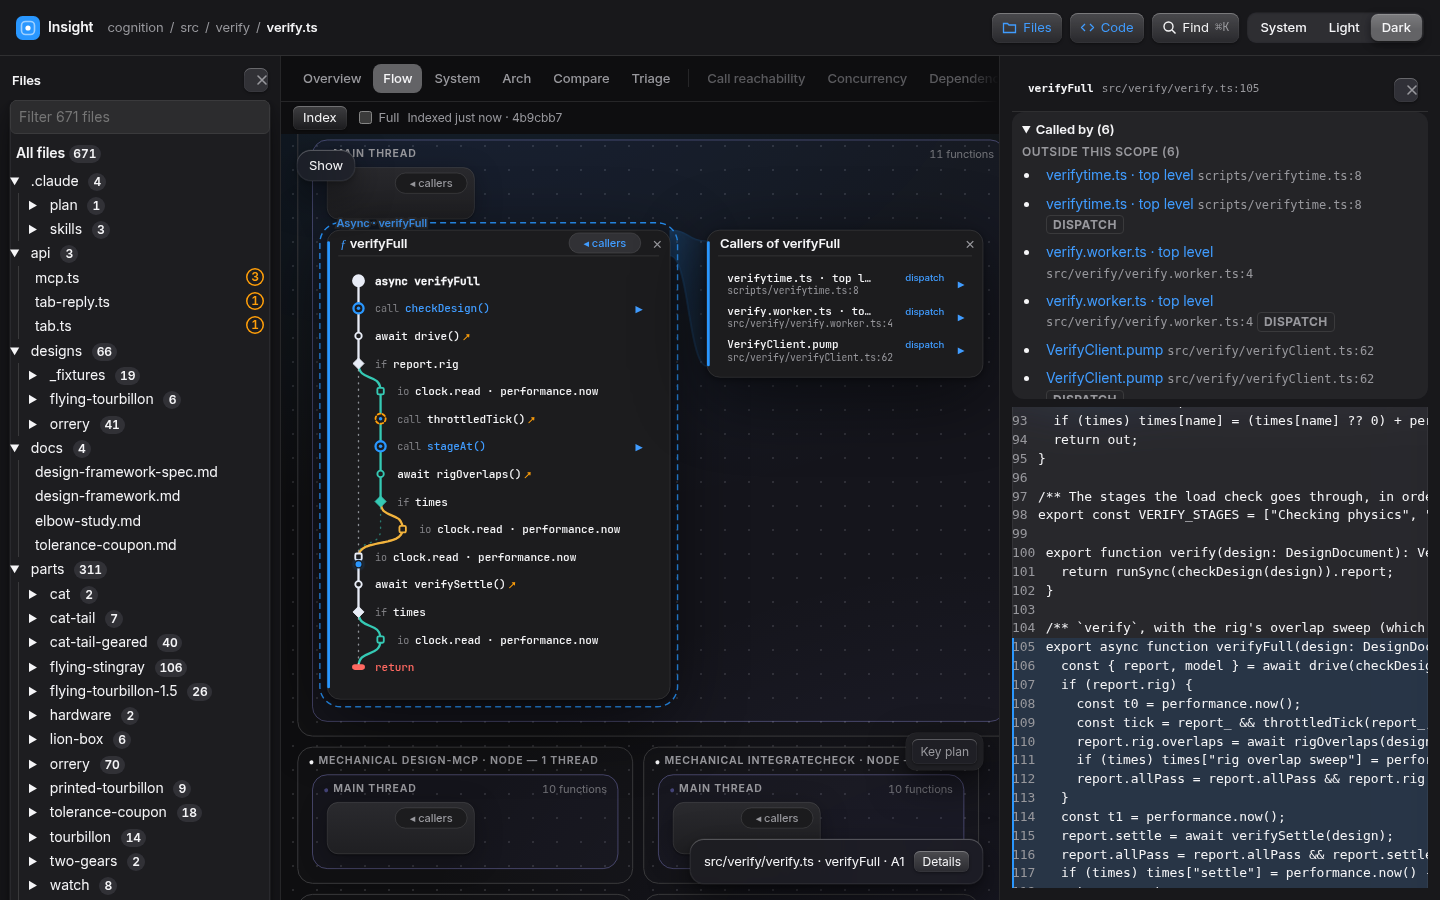 Insight cognition / src / verify / verify.ts
Files Code Find ⌘K System Light Dark
Files
Filter 671 files
All files 671
.claude 4
plan 1
skills 3
api 3
mcp.ts 3
tab-reply.ts 1
tab.ts 1
designs 66
_fixtures 19
flying-tourbillon 6
orrery 41
docs 4
design-framework-spec.md
design-framework.md
elbow-study.md
tolerance-coupon.md
parts 311
cat 2
cat-tail 7
cat-tail-geared 40
flying-stingray 106
flying-tourbillon-1.5 26
hardware 2
lion-box 6
orrery 70
printed-tourbillon 9
tolerance-coupon 18
tourbillon 14
two-gears 2
watch 8
Overview Flow System Arch Compare Triage Call reachability Concurrency Dependen
Index Full Indexed just now · 4b9cbb7
Show
MAIN THREAD 11 functions
◂ callers
Async · verifyFull
ƒ verifyFull ◂ callers ×
async verifyFull
call checkDesign() ▶
await drive() ↗
if report.rig
io clock.read · performance.now
call throttledTick() ↗
call stageAt() ▶
await rigOverlaps() ↗
if times
io clock.read · performance.now
io clock.read · performance.now
await verifySettle() ↗
if times
io clock.read · performance.now
return
Callers of verifyFull ×
verifytime.ts · top l… dispatch ▶
scripts/verifytime.ts:8
verify.worker.ts · to… dispatch ▶
src/verify/verify.worker.ts:4
VerifyClient.pump dispatch ▶
src/verify/verifyClient.ts:62
Key plan
MECHANICAL DESIGN-MCP · NODE — 1 THREAD
MAIN THREAD 10 functions
◂ callers
MECHANICAL INTEGRATECHECK · NODE -
MAIN THREAD 10 functions
◂ callers
src/verify/verify.ts · verifyFull · A1 Details
verifyFull src/verify/verify.ts:105
▼ Called by (6)
OUTSIDE THIS SCOPE (6)
verifytime.ts · top level scripts/verifytime.ts:8
verifytime.ts · top level scripts/verifytime.ts:8
DISPATCH
verify.worker.ts · top level
src/verify/verify.worker.ts:4
verify.worker.ts · top level
src/verify/verify.worker.ts:4 DISPATCH
VerifyClient.pump src/verify/verifyClient.ts:62
VerifyClient.pump src/verify/verifyClient.ts:62
DISPATCH
93 if (times) times[name] = (times[name] ?? 0) + per
94 return out;
95 }
96
97 /** The stages the load check goes through, in orde
98 export const VERIFY_STAGES = ["Checking physics", "
99
100 export function verify(design: DesignDocument): Ve
101 return runSync(checkDesign(design)).report;
102 }
103
104 /** `verify`, with the rig's overlap sweep (which
105 export async function verifyFull(design: DesignDoc
106 const { report, model } = await drive(checkDesig
107 if (report.rig) {
108 const t0 = performance.now();
109 const tick = report_ && throttledTick(report_
110 report.rig.overlaps = await rigOverlaps(design
111 if (times) times["rig overlap sweep"] = perfor
112 report.allPass = report.allPass && report.rig
113 }
114 const t1 = performance.now();
115 report.settle = await verifySettle(design);
116 report.allPass = report.allPass && report.settle
117 if (times) times["settle"] = performance.now() -